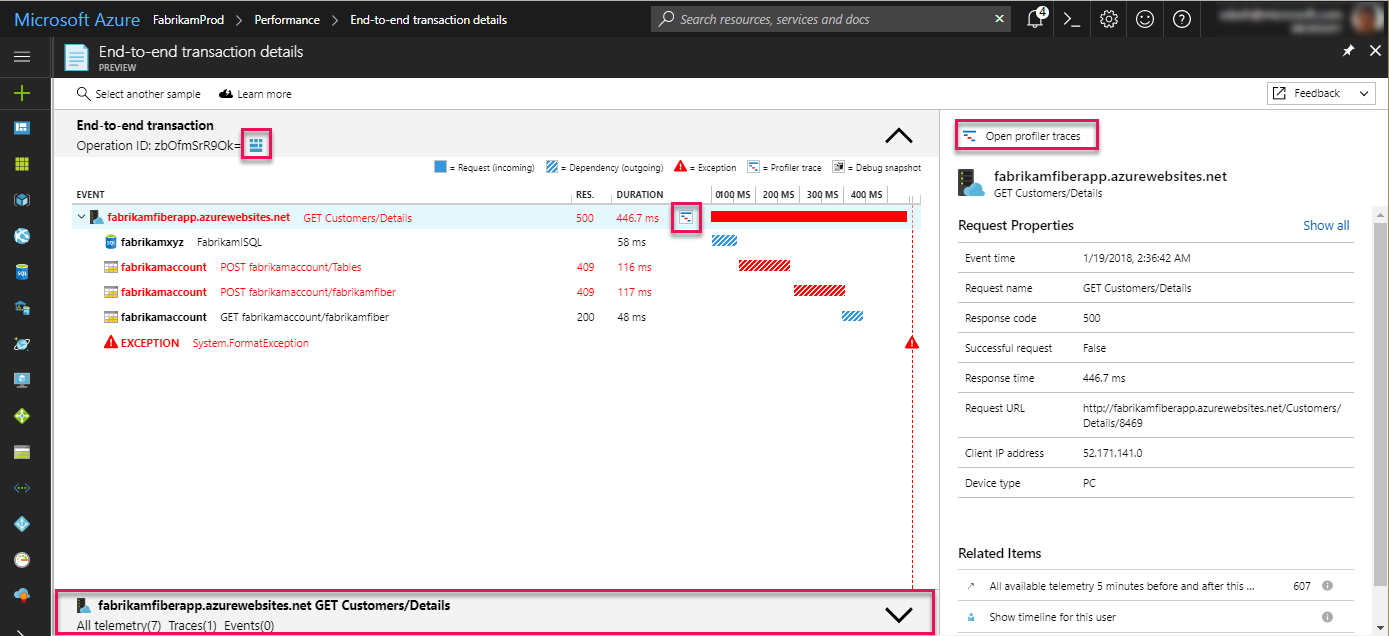 Microsoft Azure FabrikamProd > Performance > End-to-end transaction details Search resources, services and docs 4
End-to-end transaction details
PREVIEW
Select another sample Learn more Feedback
End-to-end transaction
Operation ID: zbOfmSrR9Ok=
= Request (incoming) = Dependency (outgoing) = Exception = Profiler trace = Debug snapshot
EVENT RES. DURATION 0 100 MS 200 MS 300 MS 400 MS
fabrikamfiberapp.azurewebsites.net GET Customers/Details 500 446.7 ms
fabrikamxyz FabrikamlSQL 58 ms
fabrikamaccount POST fabrikamaccount/Tables 409 116 ms
fabrikamaccount POST fabrikamaccount/fabrikamfiber 409 117 ms
fabrikamaccount GET fabrikamaccount/fabrikamfiber 200 48 ms
EXCEPTION System.FormatException
fabrikamfiberapp.azurewebsites.net GET Customers/Details
All telemetry(7) Traces(1) Events(0)
Open profiler traces
fabrikamfiberapp.azurewebsites.net
GET Customers/Details
Request Properties Show all
Event time 1/19/2018, 2:36:42 AM
Request name GET Customers/Details
Response code 500
Successful request False
Response time 446.7 ms
Request URL http://fabrikamfiberapp.azurewebsites.net/Customers/
Details/8469
Client IP address 52.171.141.0
Device type PC
Related Items
All available telemetry 5 minutes before and after this ... 607
Show timeline for this user